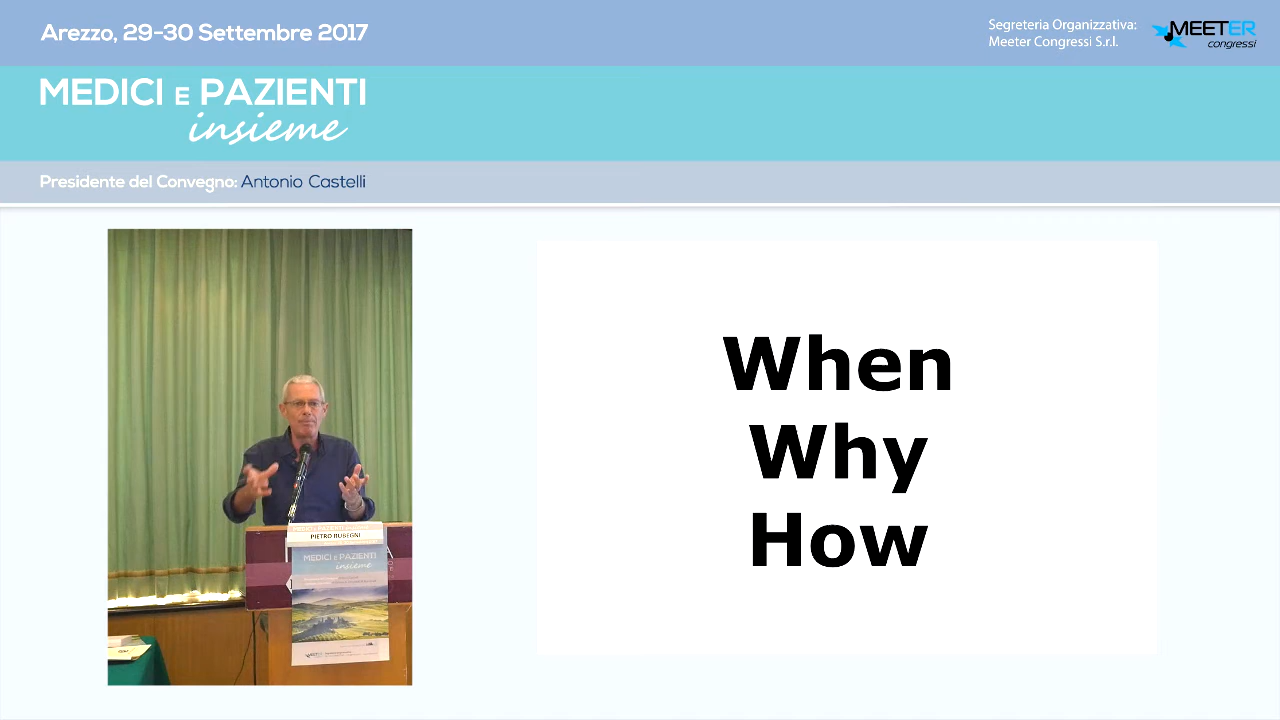 Arezzo, 29-30 Settembre 2017
Segreteria Organizzativa:
Meeter Congressi S.r.l.
MEETER
congressi
MEDICI E PAZIENTI
insieme
Presidente del Convegno: Antonio Castelli
When
Why
How
PIETRO RUBEGNI
MEDICI E PAZIENTI
insieme